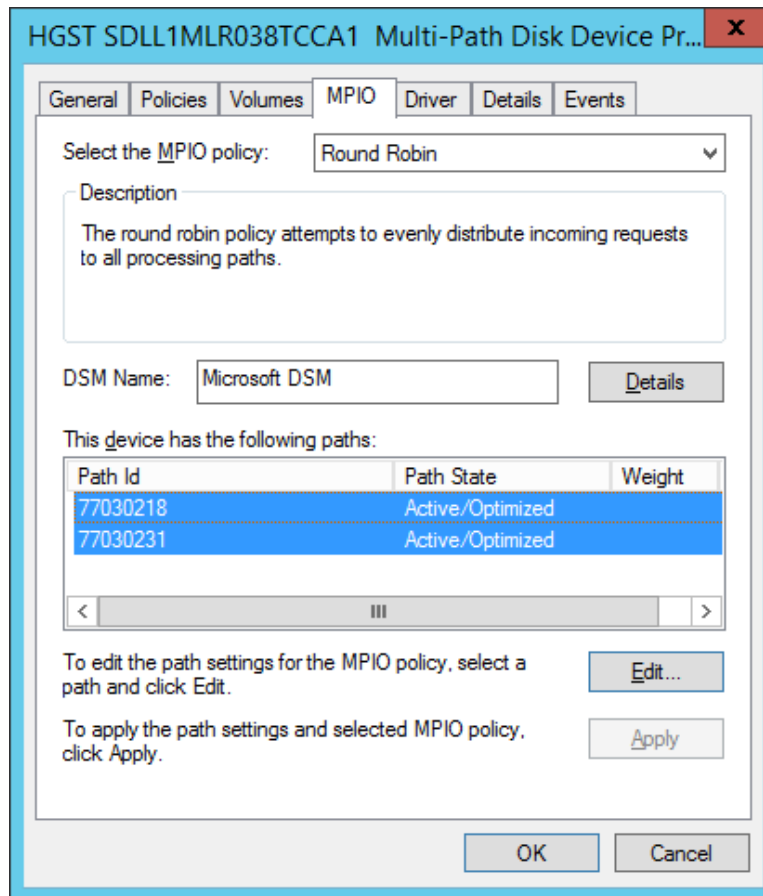 HGST SDLL1MLR038TCCA1 Multi-Path Disk Device Pr...
x
General Policies Volumes MPIO Driver Details Events
Select the MPIO policy: Round Robin
Description
The round robin policy attempts to evenly distribute incoming requests
to all processing paths.
DSM Name: Microsoft DSM Details
This device has the following paths:
Path Id Path State Weight
77030218 Active/Optimized
77030231 Active/Optimized
To edit the path settings for the MPIO policy, select a
path and click Edit.
Edit...
To apply the path settings and selected MPIO policy,
click Apply.
Apply
OK Cancel